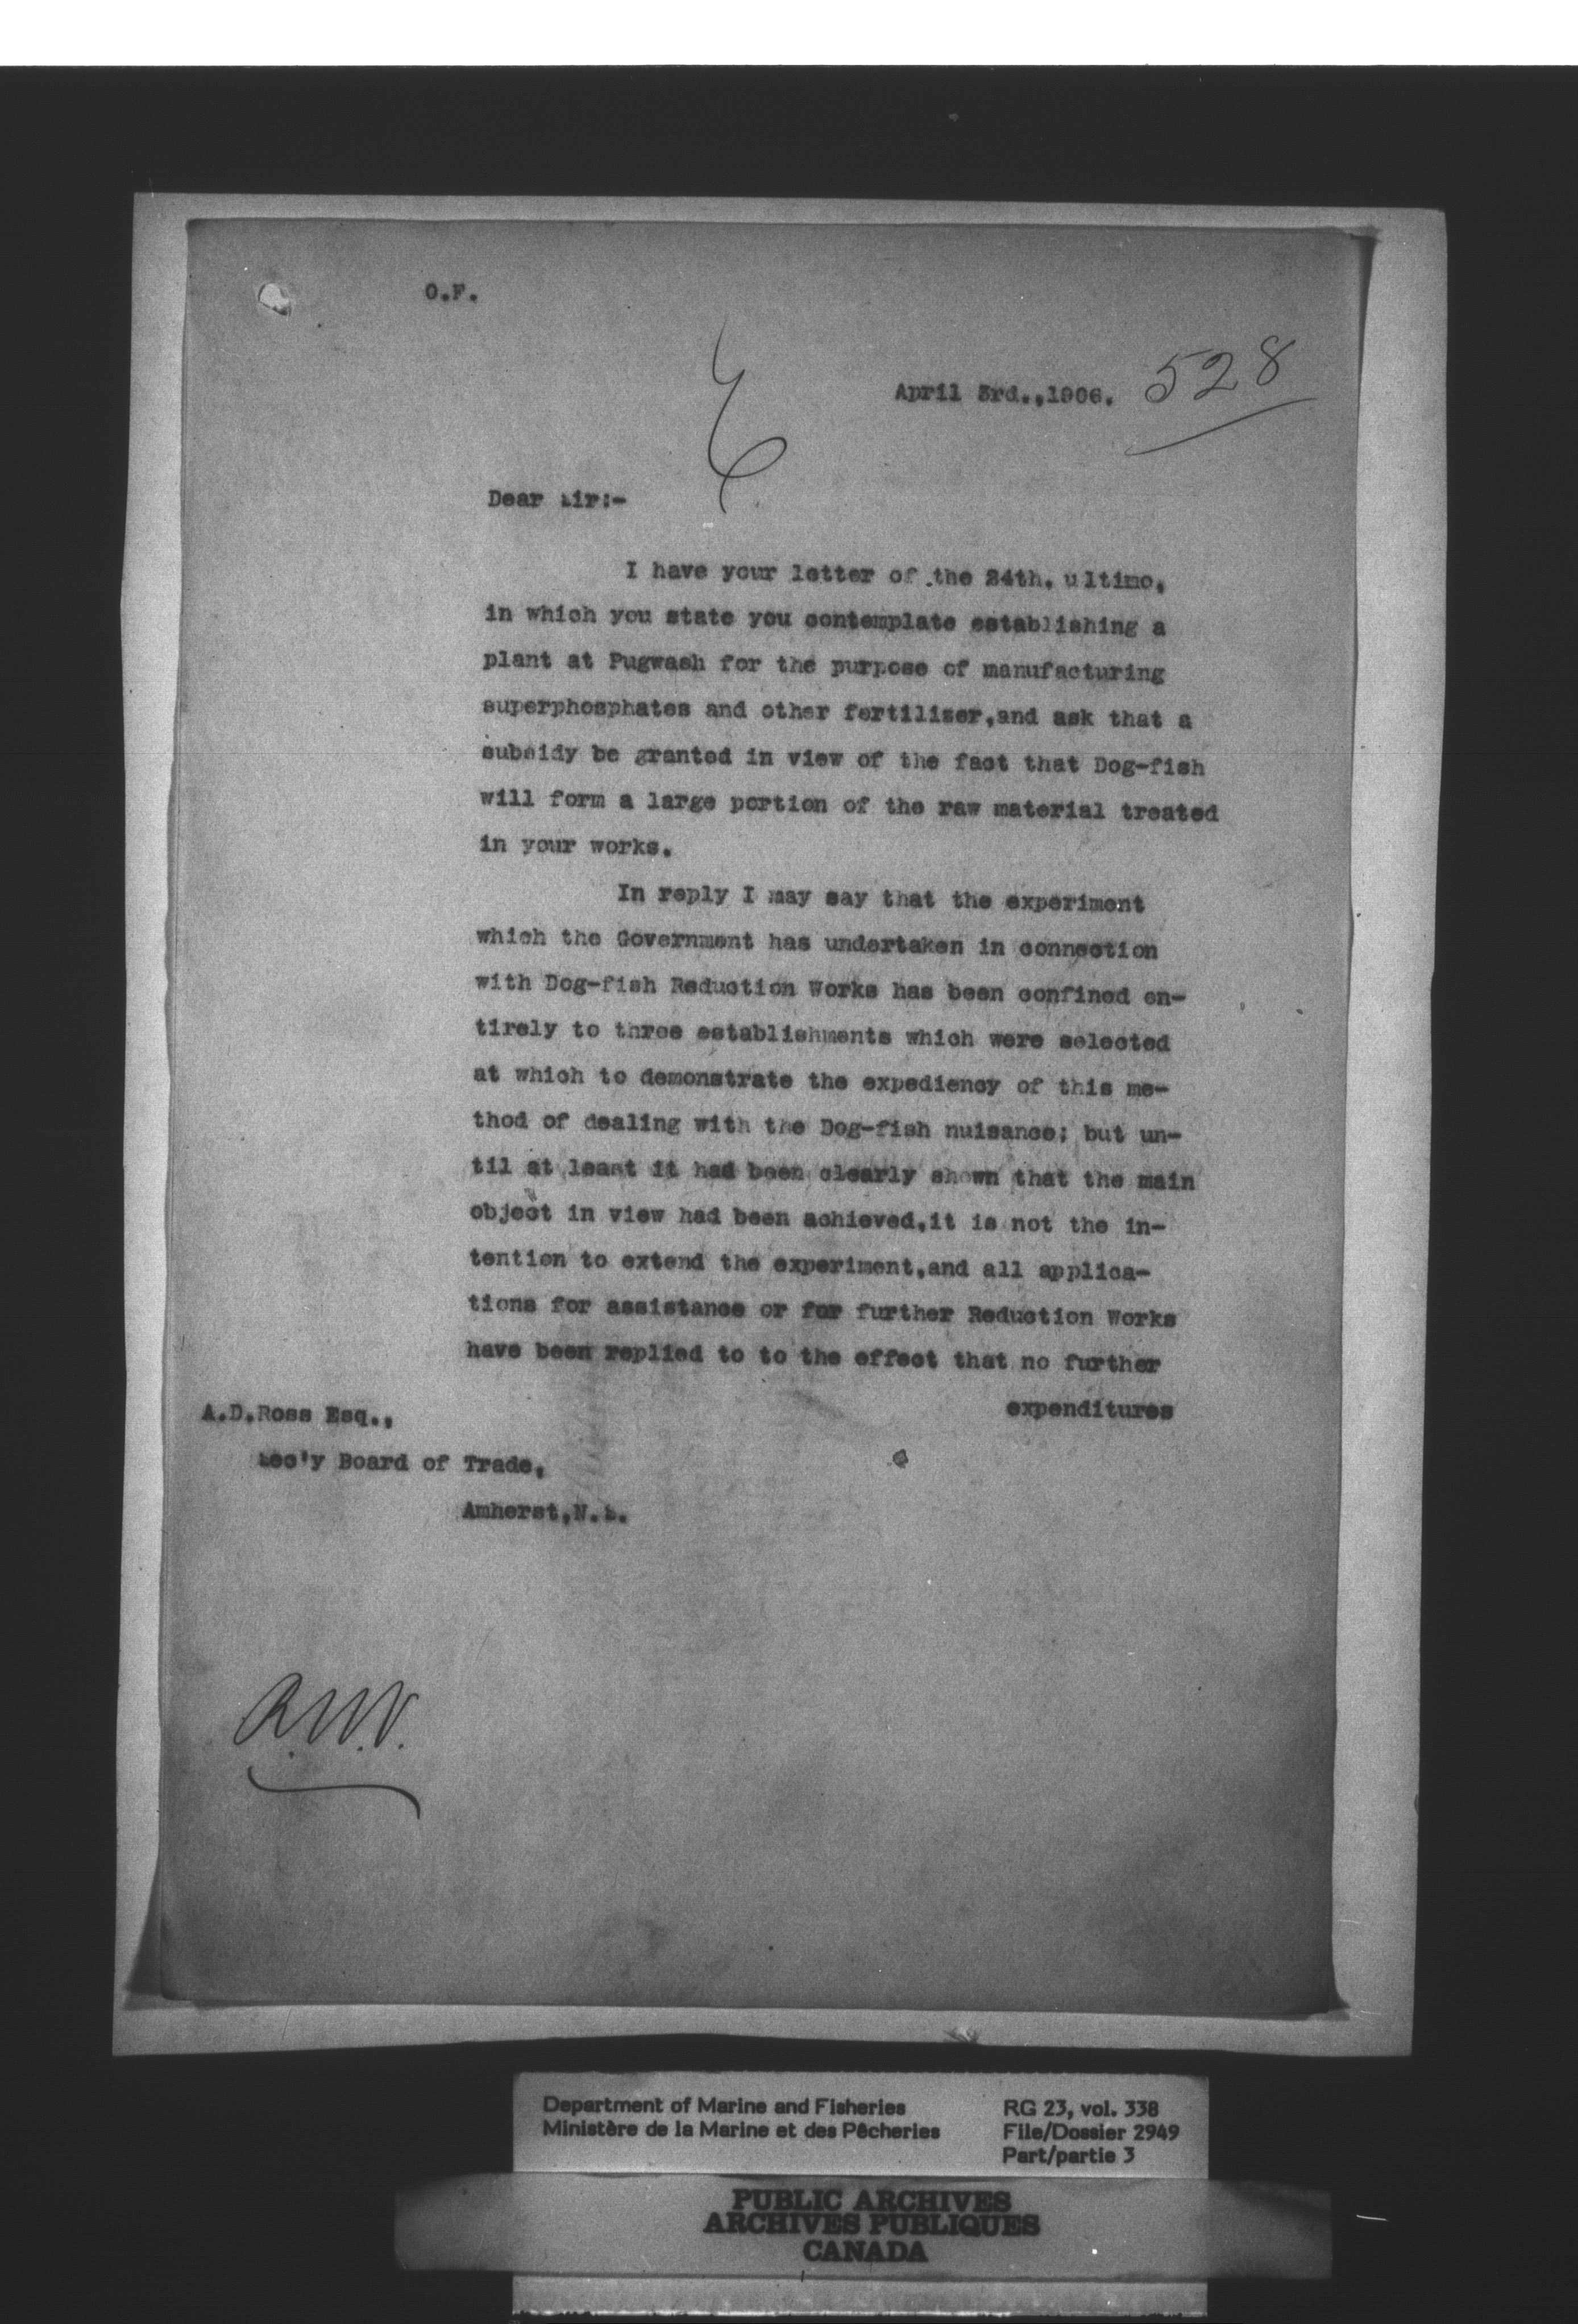 O.F.
April 3rd.,1906.
528
Dear Sir:-
I have your letter of the 24th. ultimo,
in which you state you contemplate establishing a
plant at Pugwash for the purpose of manufacturing
superphosphates and other fertilizer,and ask that a
subsidy be granted in view of the fact that Dog-fish
will form a large portion of the raw material treated
in your works.
In reply I may say that the experiment
which the Government has undertaken in connection
with Dog-fish Reduction Works has been confined en-
tirely to three establishments which were selected
at which to demonstrate the expediency of this me-
thod of dealing with the Dog-fish nuisance; but un-
til at least it had been clearly shown that the main
object in view had been achieved,it is not the in-
tention to extend the experiment,and all applica-
tions for assistance or for further Reduction Works
have been replied to to the effect that no further
expenditures
A.D.Ross Esq.,
Sec'y Board of Trade,
Amherst,N.S.
Department of Marine and Fisheries
Ministère de la Marine et des Pêcheries
RG 23, vol. 338
File/Dossier 2949
Part/partie 3
PUBLIC ARCHIVES
ARCHIVES PUBLIQUES
CANADA